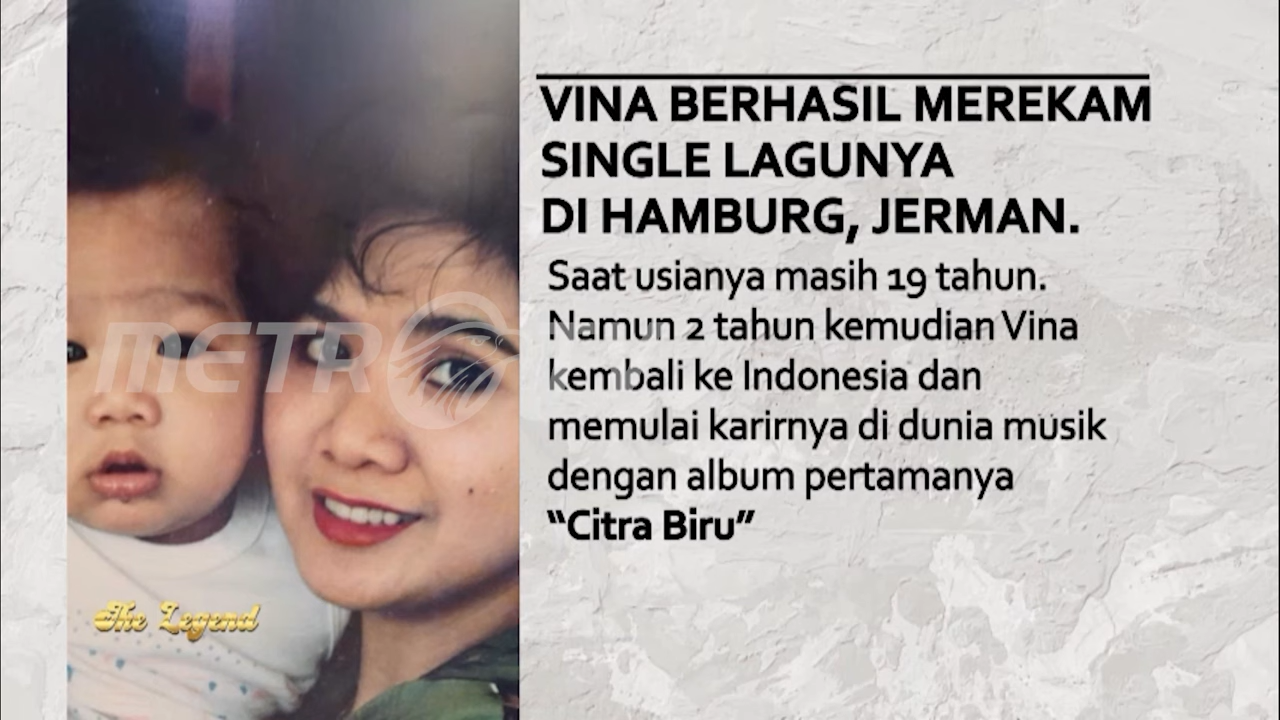 VINA BERHASIL MEREKAM
SINGLE LAGUNYA
DI HAMBURG, JERMAN.
Saat usianya masih 19 tahun.
Namun 2 tahun kemudian Vina
kembali ke Indonesia dan
memulai karirnya di dunia musik
dengan album pertamanya
“Citra Biru”
METR
The Legend